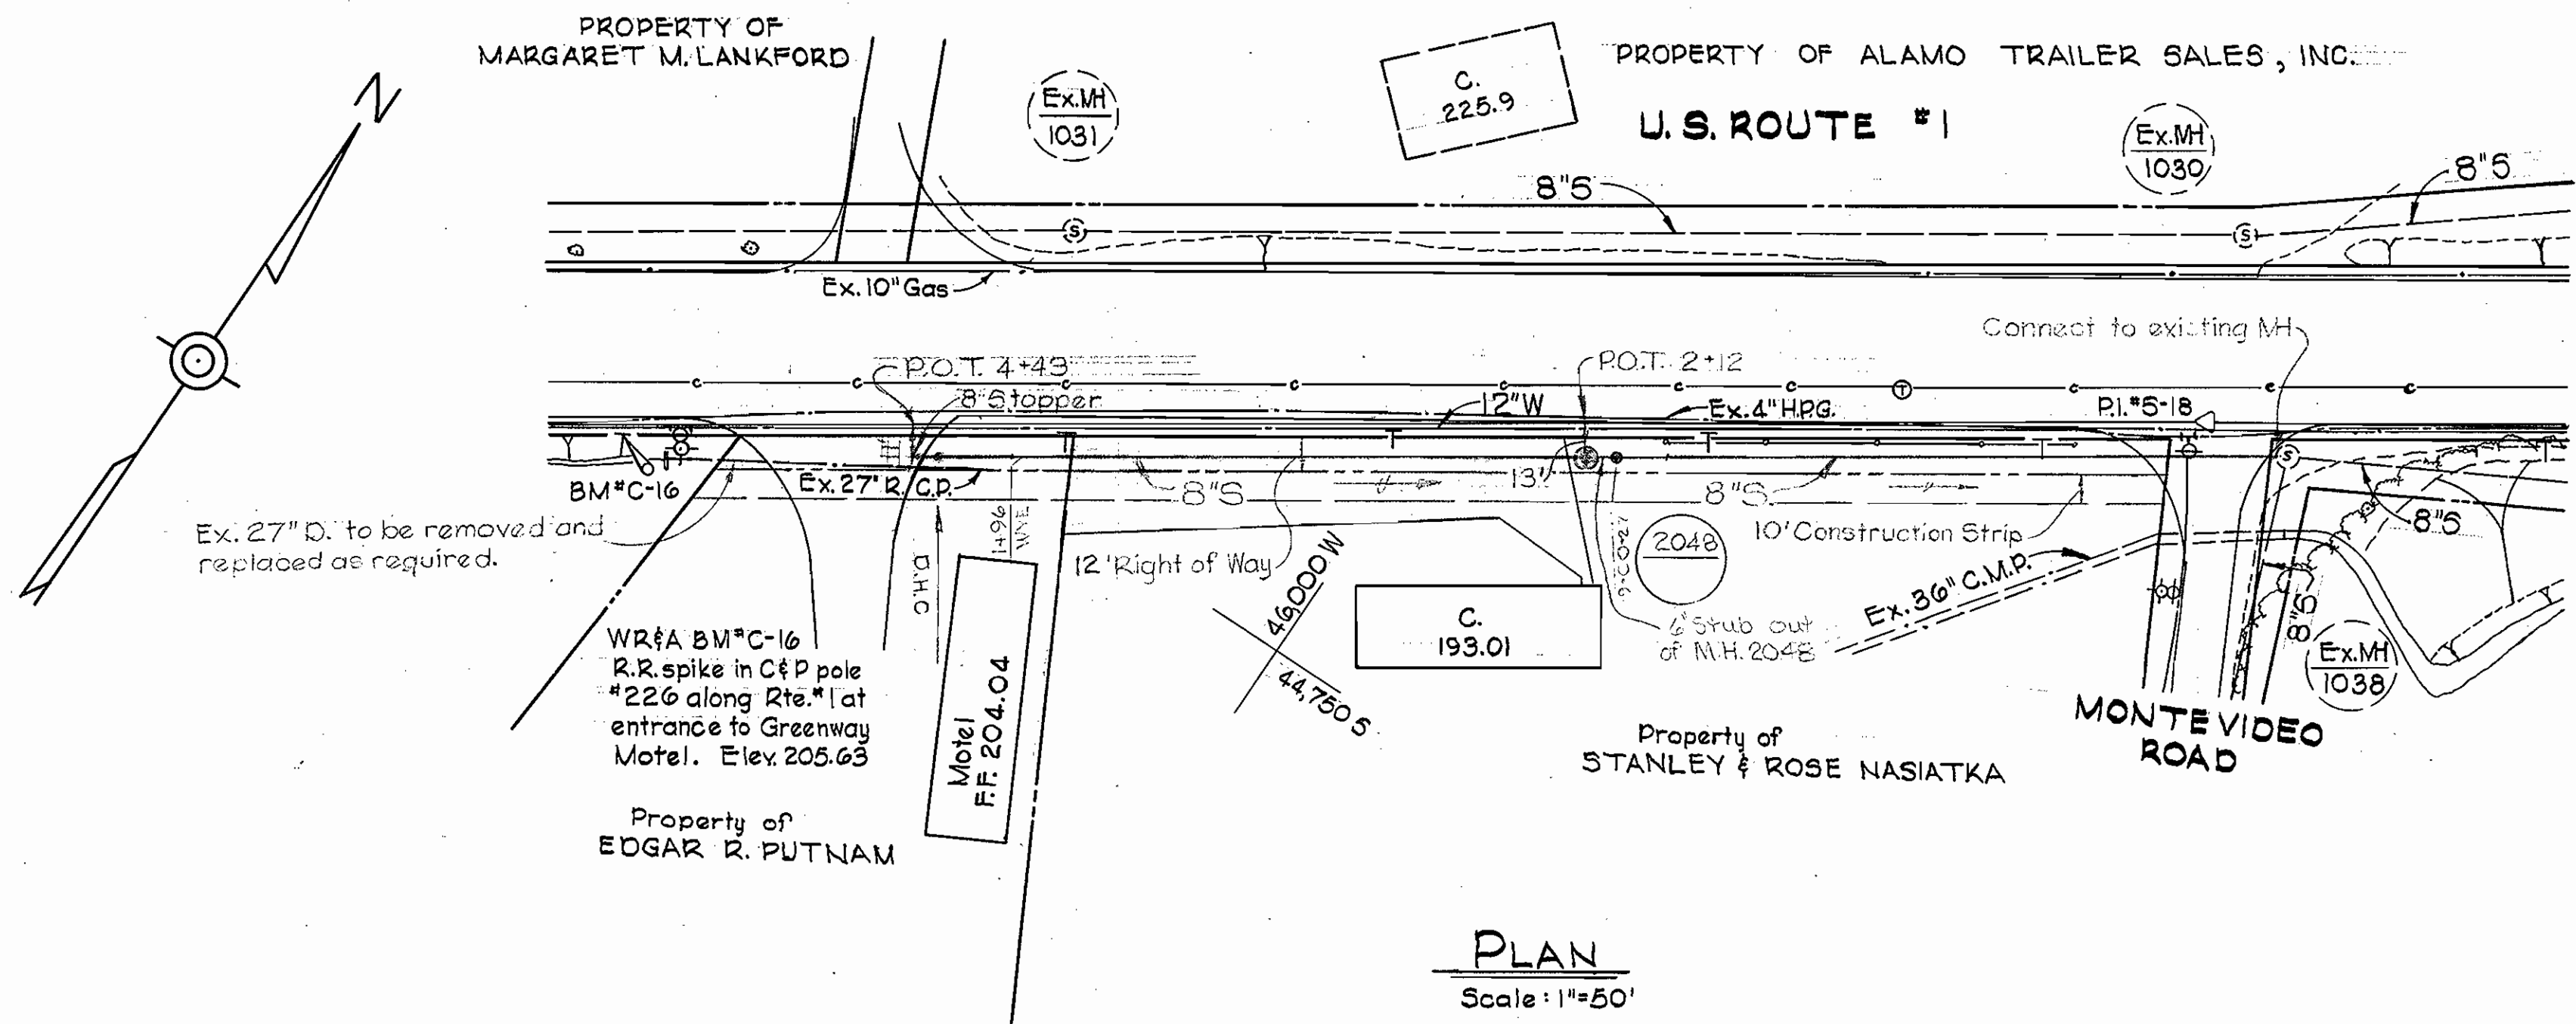 PROPERTY OF
MARGARET M. LANKFORD
PROPERTY OF ALAMO TRAILER SALES, INC.
C.
225.9
U.S. ROUTE #1
Ex.MH
1031
Ex.MH
1030
N
8"S
8"S
Ex.10"Gas
Connect to existing MH
P.O.T. 4+43
P.O.T. 2+12
8"Stopper
12"W
Ex.4"H.P.G.
P.I.#5-18
BM#C-16
Ex.27"R.C.P.
8"S
13'
8"S
8"S
Ex. 27" D. to be removed and
replaced as required.
1+96
WYE
D.H.C
12'Right of Way
2048
10'Construction Strip
Ex.36"C.M.P.
46,000 W
44,750 S
C.
193.01
6"Stub out
of M.H. 2048
8"S
Ex.MH
1038
WR&A BM#C-16
R.R. spike in C&P pole
#226 along Rte.#1 at
entrance to Greenway
Motel. Elev. 205.63
Motel
F.F. 204.04
MONTEVIDEO
ROAD
Property of
STANLEY & ROSE NASIATKA
Property of
EDGAR R. PUTNAM
PLAN
Scale: 1"=50'